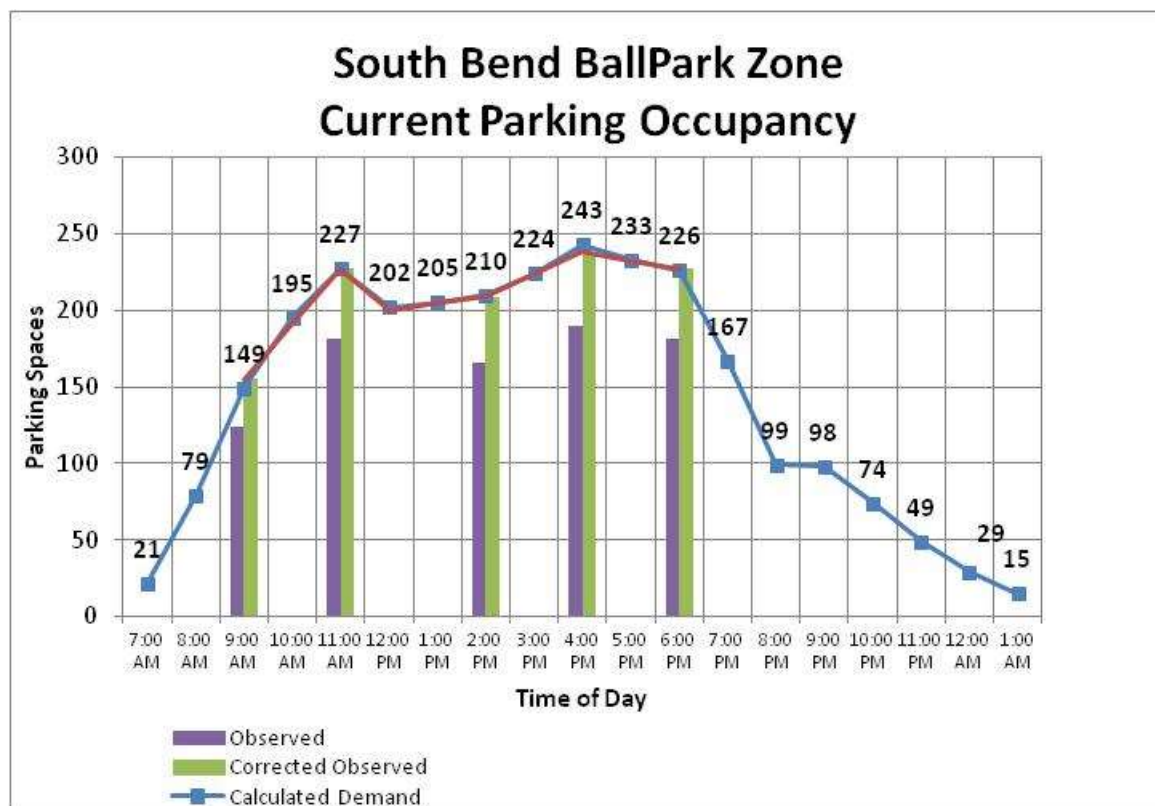 South Bend BallPark Zone
Current Parking Occupancy
300
250
200
150
100
50
0
Parking Spaces
21
79
149
195
227
202
205
210
224
243
233
226
167
99
98
74
49
29
15
7:00 AM
8:00 AM
9:00 AM
10:00 AM
11:00 AM
12:00 PM
1:00 PM
2:00 PM
3:00 PM
4:00 PM
5:00 PM
6:00 PM
7:00 PM
8:00 PM
9:00 PM
10:00 PM
11:00 PM
12:00 AM
1:00 AM
Time of Day
Observed
Corrected Observed
Calculated Demand